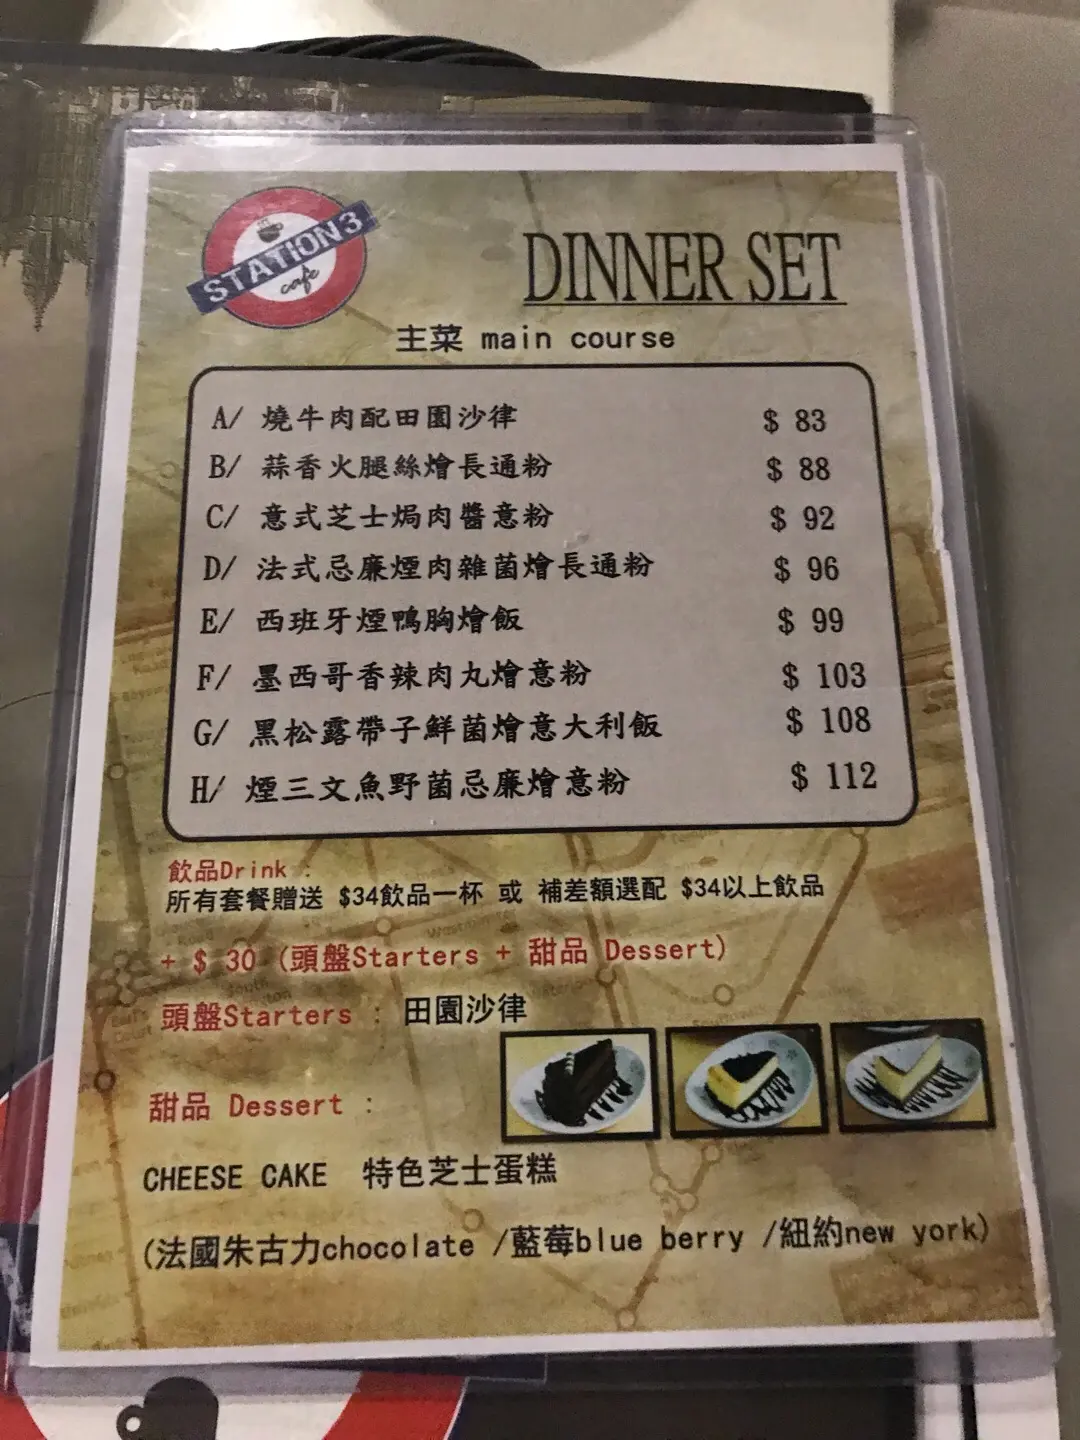 STATION3
cafe
DINNER SET
主菜 main course
A/ 燒牛肉配田園沙律 $ 83
B/ 蒜香火腿絲燴長通粉 $ 88
C/ 意式芝士焗肉醬意粉 $ 92
D/ 法式忌廉煙肉雜菌燴長通粉 $ 96
E/ 西班牙煙鴨胸燴飯 $ 99
F/ 墨西哥香辣肉丸燴意粉 $ 103
G/ 黑松露帶子鮮菌燴意大利飯 $ 108
H/ 煙三文魚野菌忌廉燴意粉 $ 112
飲品Drink :
所有套餐贈送 $34飲品一杯 或 補差額選配 $34以上飲品
+ $ 30 (頭盤Starters + 甜品 Dessert)
頭盤Starters : 田園沙律
甜品 Dessert :
CHEESE CAKE 特色芝士蛋糕
(法國朱古力chocolate /藍莓blue berry /紐約new york)